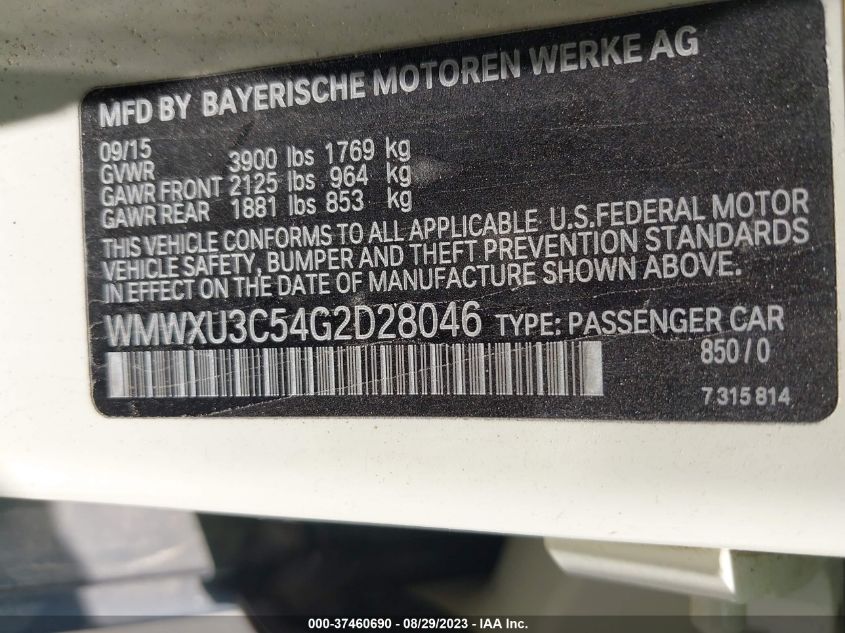 MFD BY BAYERISCHE MOTOREN WERKE AG
09/15
GVWR 3900 lbs 1769 kg
GAWR FRONT 2125 lbs 964 kg
GAWR REAR 1881 lbs 853 kg
THIS VEHICLE CONFORMS TO ALL APPLICABLE U.S.FEDERAL MOTOR
VEHICLE SAFETY, BUMPER AND THEFT PREVENTION STANDARDS
IN EFFECT ON THE DATE OF MANUFACTURE SHOWN ABOVE.
WMWXU3C54G2D28046 TYPE: PASSENGER CAR
850/0
7315814
000-37460690 - 08/29/2023 - IAA Inc.